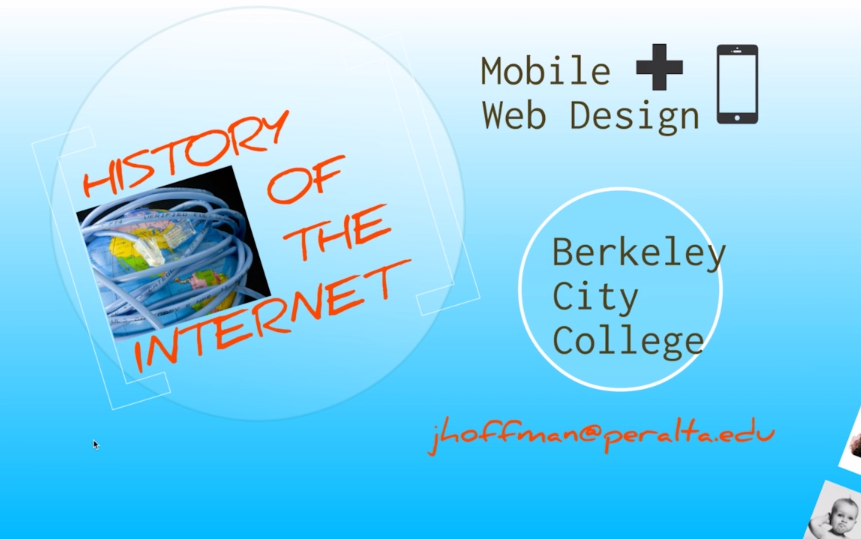 HISTORY
OF
THE
INTERNET
Mobile
Web Design
Berkeley
City
College
jhoffman@peralta.edu